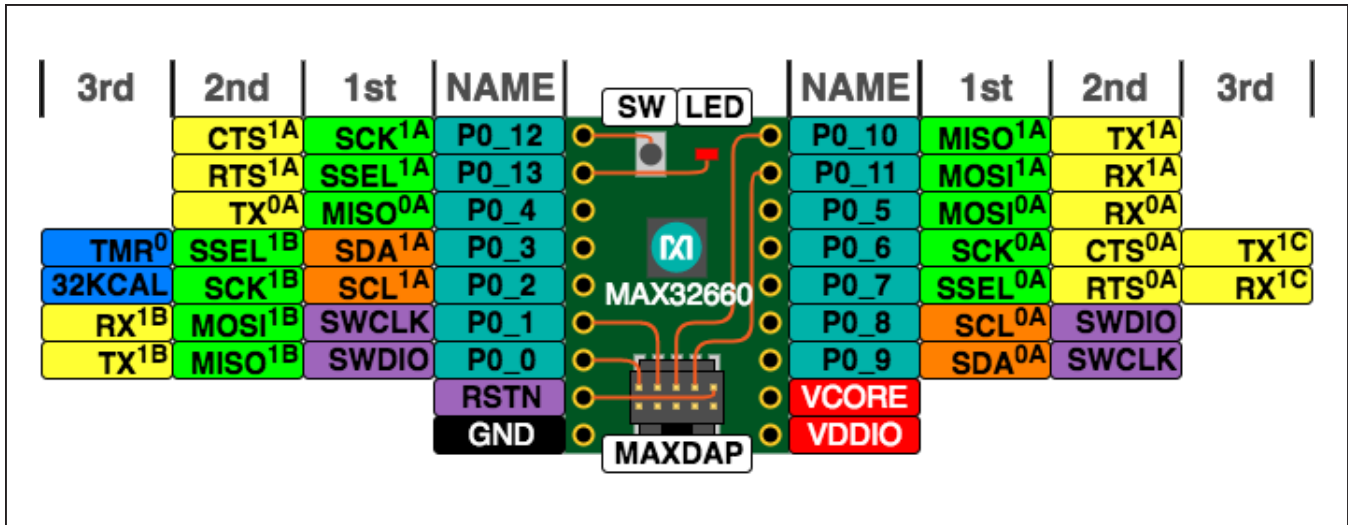 3rd 2nd 1st NAME SW LED NAME 1st 2nd 3rd
CTS1A SCK1A P0_12 P0_10 MISO1A TX1A
RTS1A SSEL1A P0_13 P0_11 MOSI1A RX1A
TX0A MISO0A P0_4 P0_5 MOSI0A RX0A
TMR0 SSEL1B SDA1A P0_3 P0_6 SCK0A CTS0A TX1C
32KCAL SCK1B SCL1A P0_2 MAX32660 P0_7 SSEL0A RTS0A RX1C
RX1B MOSI1B SWCLK P0_1 P0_8 SCL0A SWDIO
TX1B MISO1B SWDIO P0_0 P0_9 SDA0A SWCLK
RSTN VCORE
GND MAXDAP VDDIO